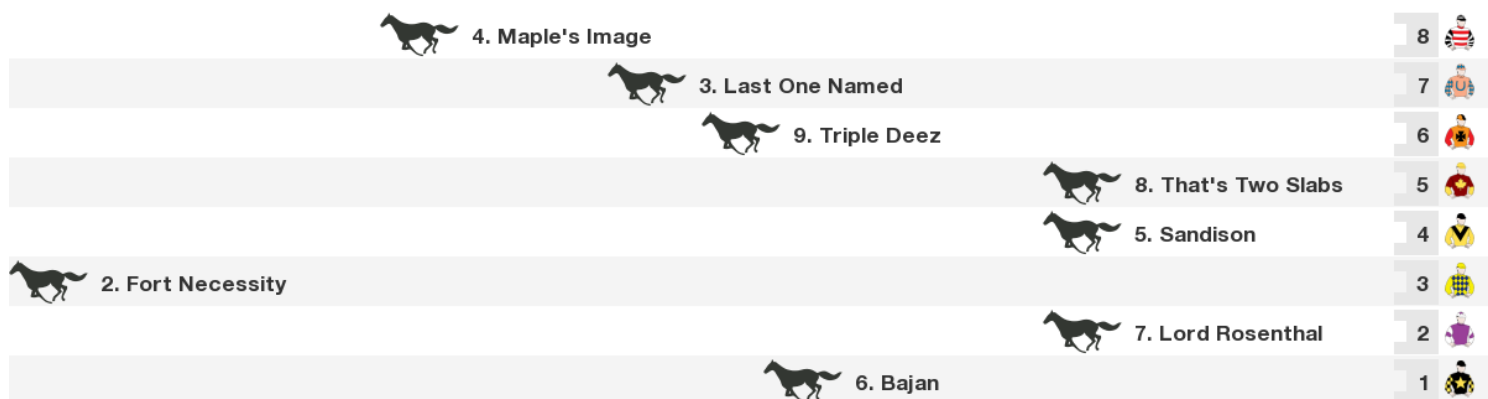 4. Maple's Image 8
3. Last One Named 7
9. Triple Deez 6
8. That's Two Slabs 5
5. Sandison 4
2. Fort Necessity 3
7. Lord Rosenthal 2
6. Bajan 1